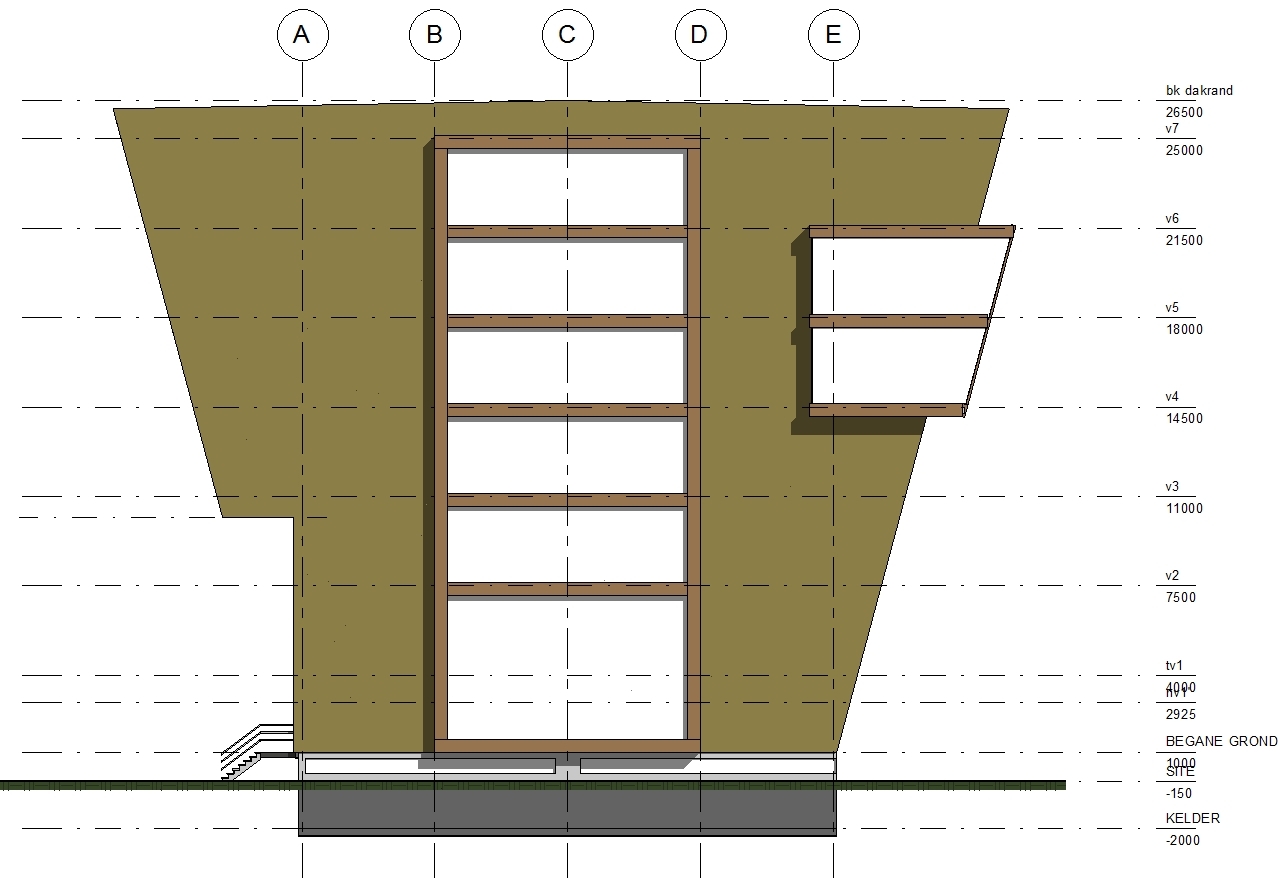 A B C D E
bk dakrand
26500
v7
25000
v6
21500
v5
18000
v4
14500
v3
11000
v2
7500
tv1
4000
2925
BEGANE GROND
1000
SITE
-150
KELDER
-2000